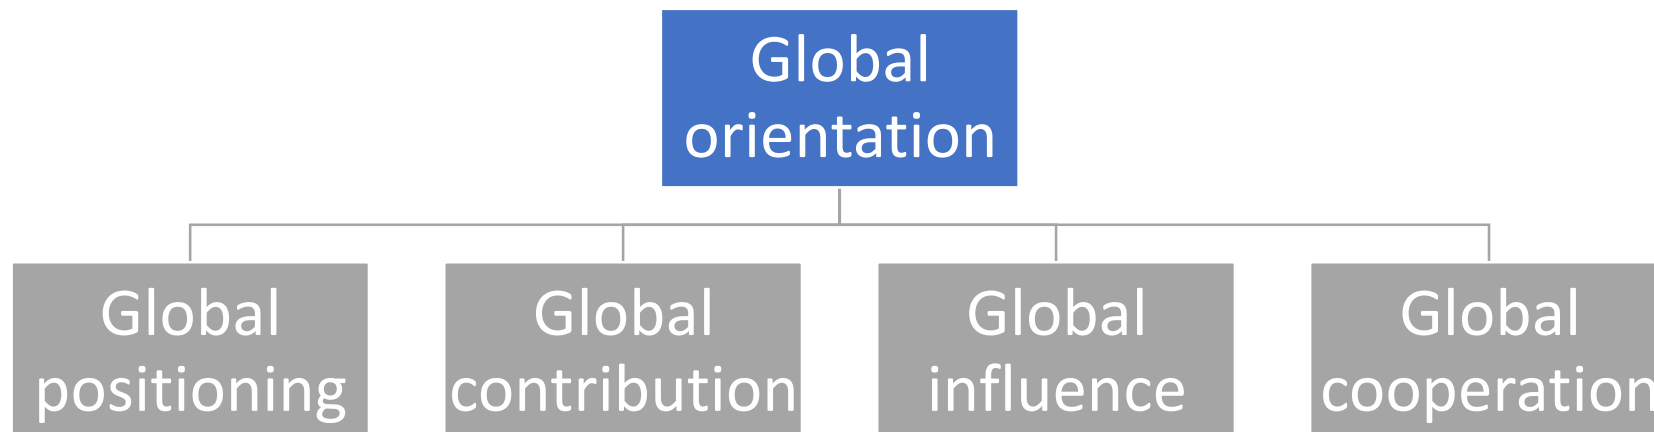 Global
orientation
Global
positioning
Global
contribution
Global
influence
Global
cooperation